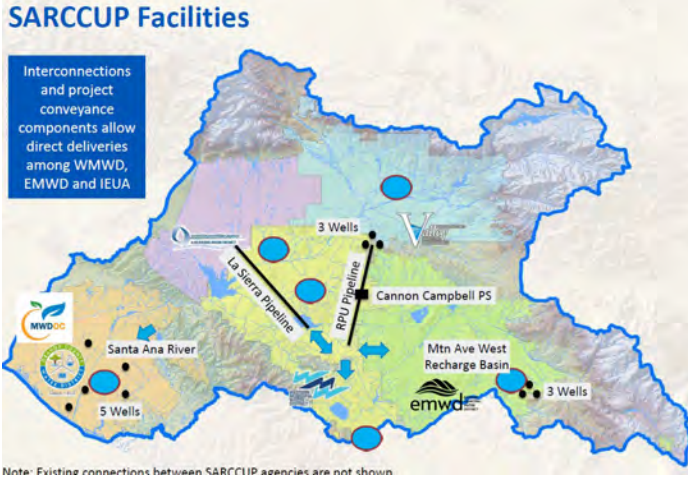 SARCCUP Facilities
Interconnections
and project
conveyance
components allow
direct deliveries
among WMWD,
EMWD and IEUA
3 Wells
V
La Sierra Pipeline
RPU Pipeline
Cannon Campbell PS
MWDOC
Santa Ana River
Mtn Ave West
Recharge Basin
5 Wells
emwd
3 Wells
Note: Existing connections between SARCCUP agencies are not shown